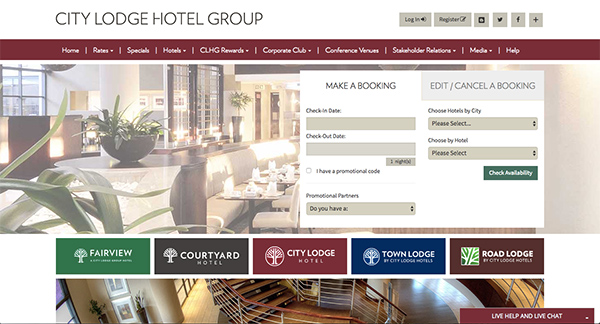 CITY LODGE HOTEL GROUP
Log In
Register
Home
Rates
Specials
Hotels
CLHG Rewards
Corporate Club
Conference Venues
Stakeholder Relations
Media
Help
MAKE A BOOKING
EDIT / CANCEL A BOOKING
Check-In Date:
Choose Hotels by City
Please Select...
Check-Out Date:
Choose by Hotel
Please Select
1 night(s)
I have a promotional code
Check Availability
Promotional Partners
Do you have a:
FAIRVIEW
A CITY LODGE GROUP HOTEL
COURTYARD
HOTEL
CITY LODGE
HOTEL
TOWN LODGE
BY CITY LODGE HOTELS
ROAD LODGE
BY CITY LODGE HOTELS
LIVE HELP AND LIVE CHAT